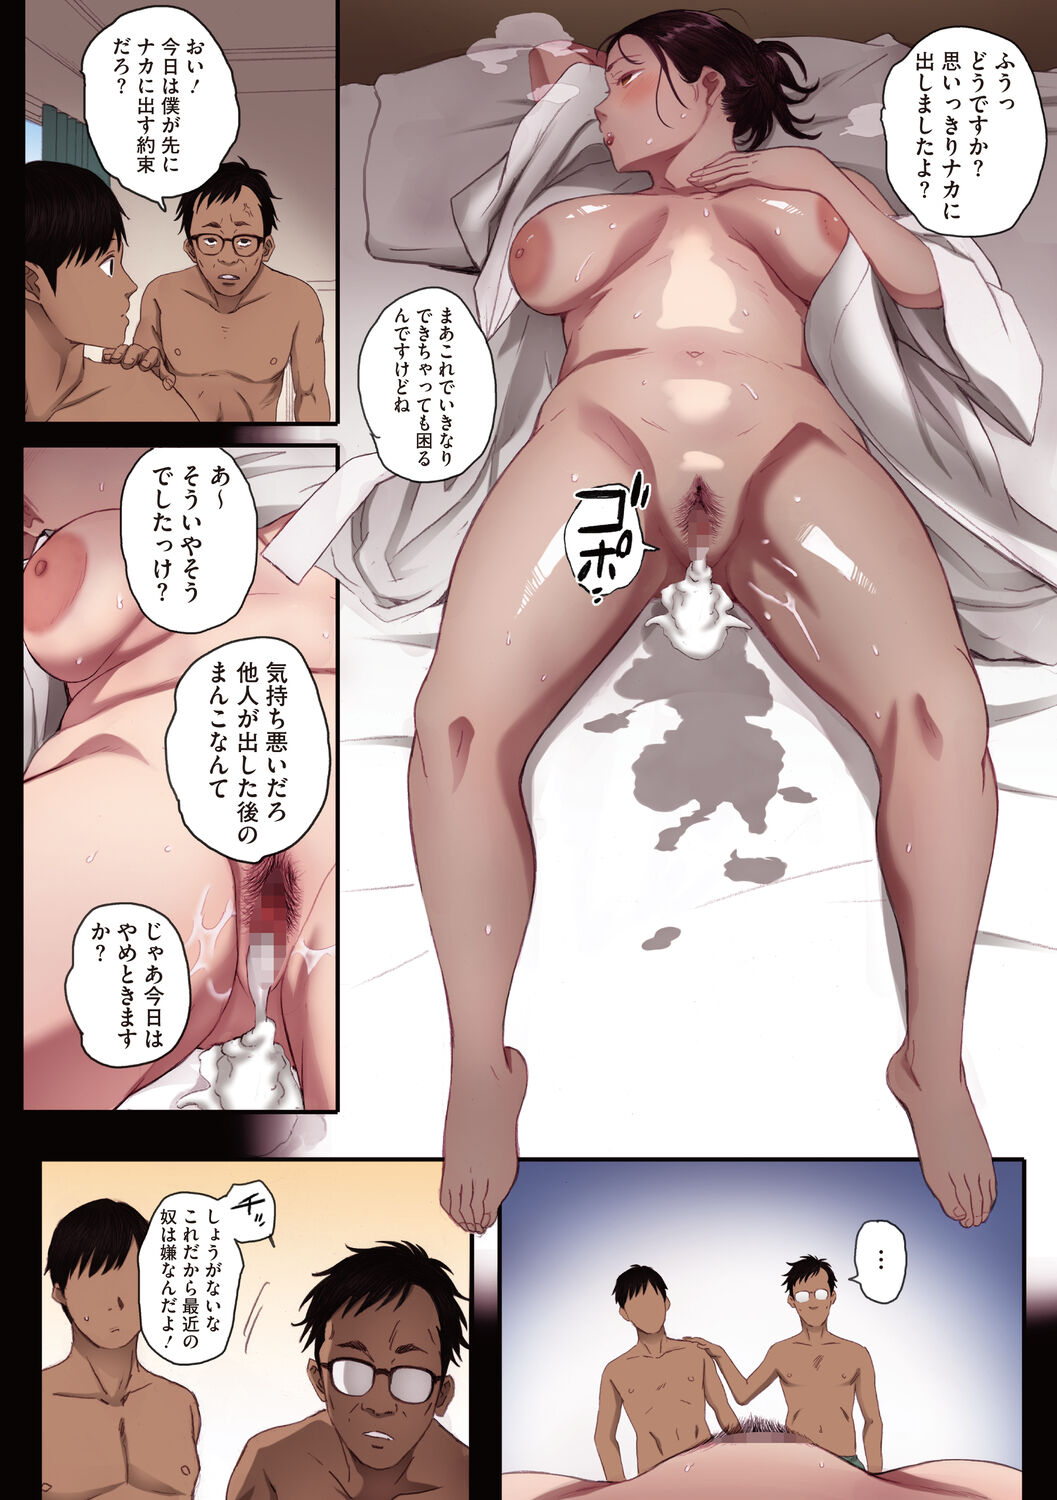 ふうっ
どうですか？
思いっきりナカに
出しましたよ？
まあこれでいきなり
できちゃっても困る
んですけどね
ゴポ…
おい！
今日は僕が先に
ナカに出す約束
だろ？
あ～
そういやそう
でしたっけ？
気持ち悪いだろ
他人が出した後の
まんこなんて
じゃあ今日は
やめときます
か？
…
チッ
しょうがないな
これだから最近の
奴は嫌なんだよ！